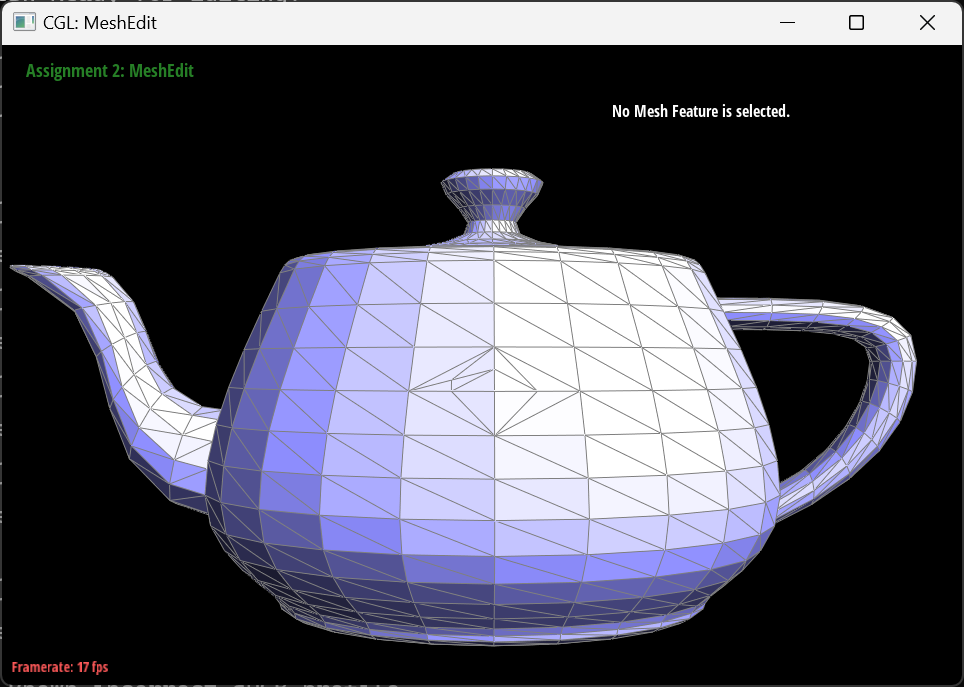 CGL: MeshEdit
Assignment 2: MeshEdit
No Mesh Feature is selected.
Framerate: 17 fps